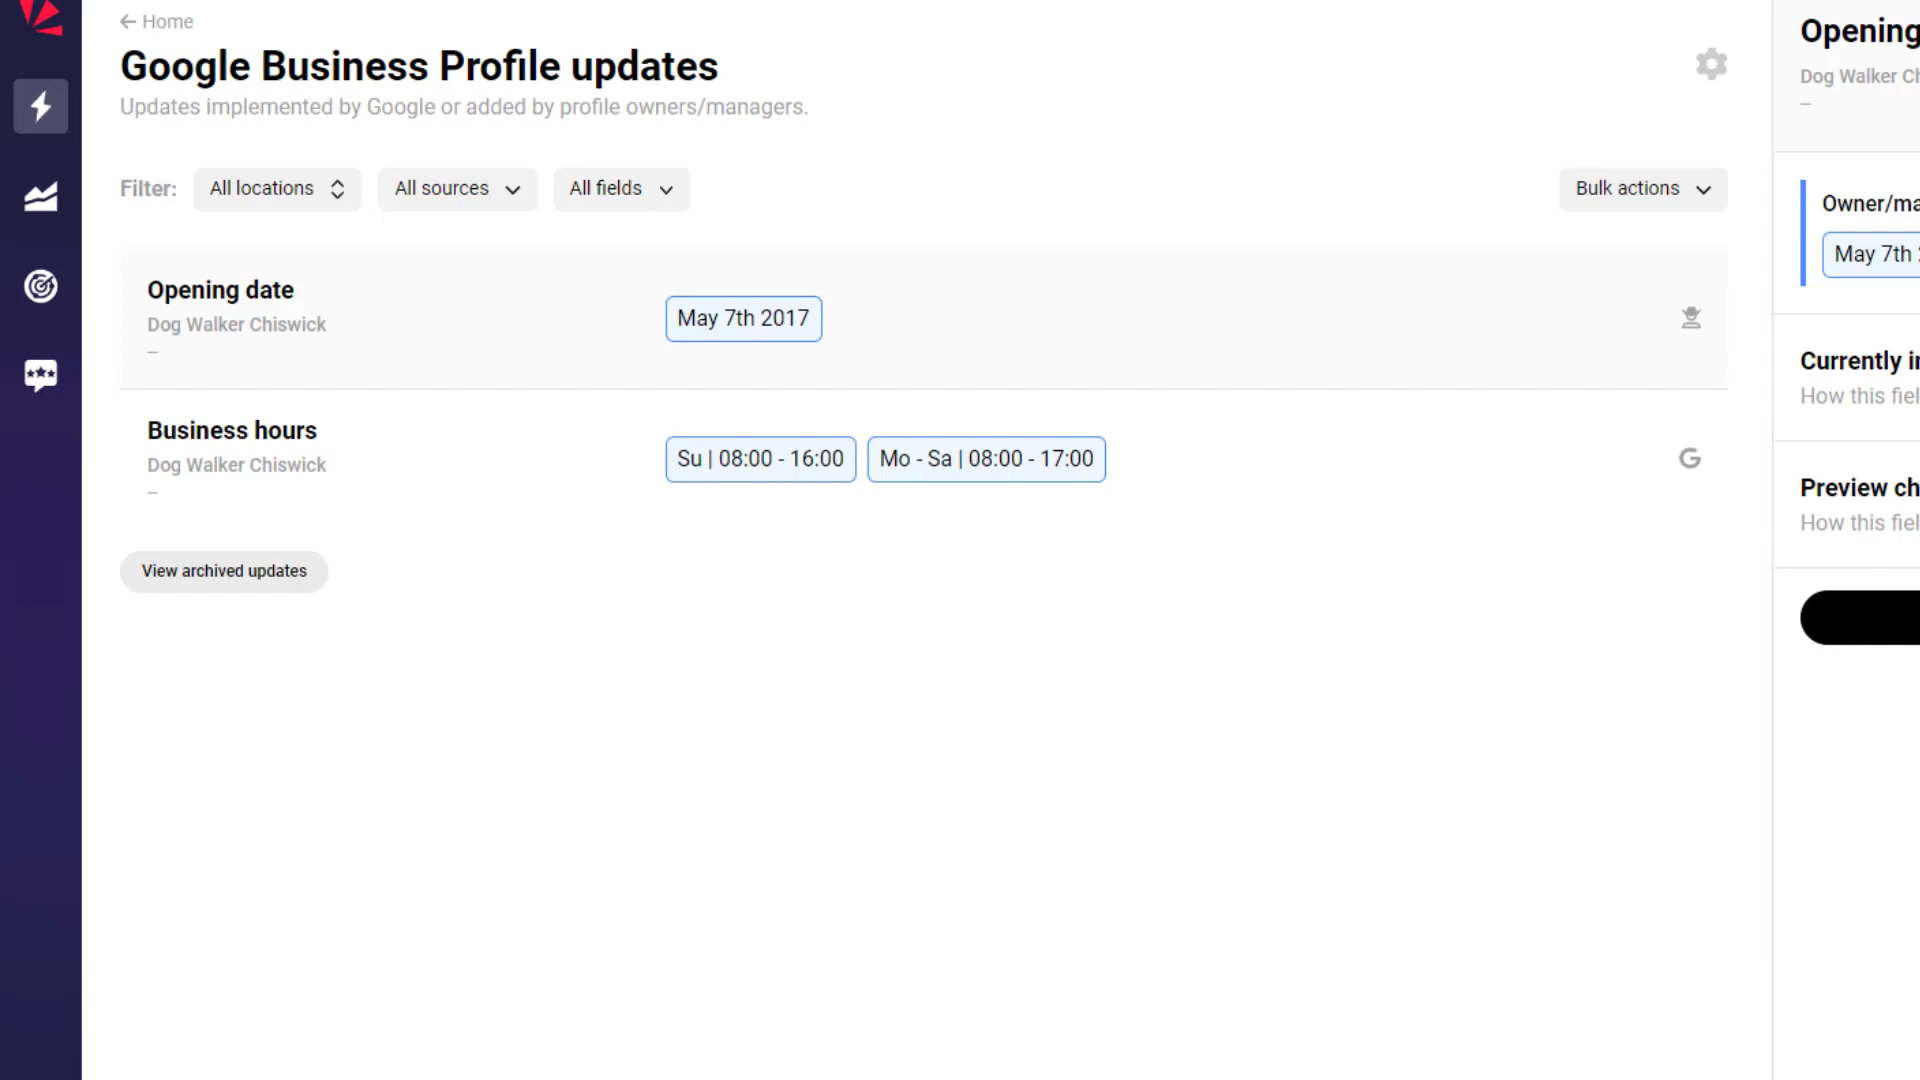 Home
Google Business Profile updates
Updates implemented by Google or added by profile owners/managers.
Filter:
All locations
All sources
All fields
Bulk actions
Opening date
Dog Walker Chiswick
–
May 7th 2017
Business hours
Dog Walker Chiswick
–
Su | 08:00 - 16:00
Mo - Sa | 08:00 - 17:00
View archived updates
Opening
Dog Walker Ch
–
Owner/ma
May 7th
Currently i
How this fiel
Preview ch
How this fiel